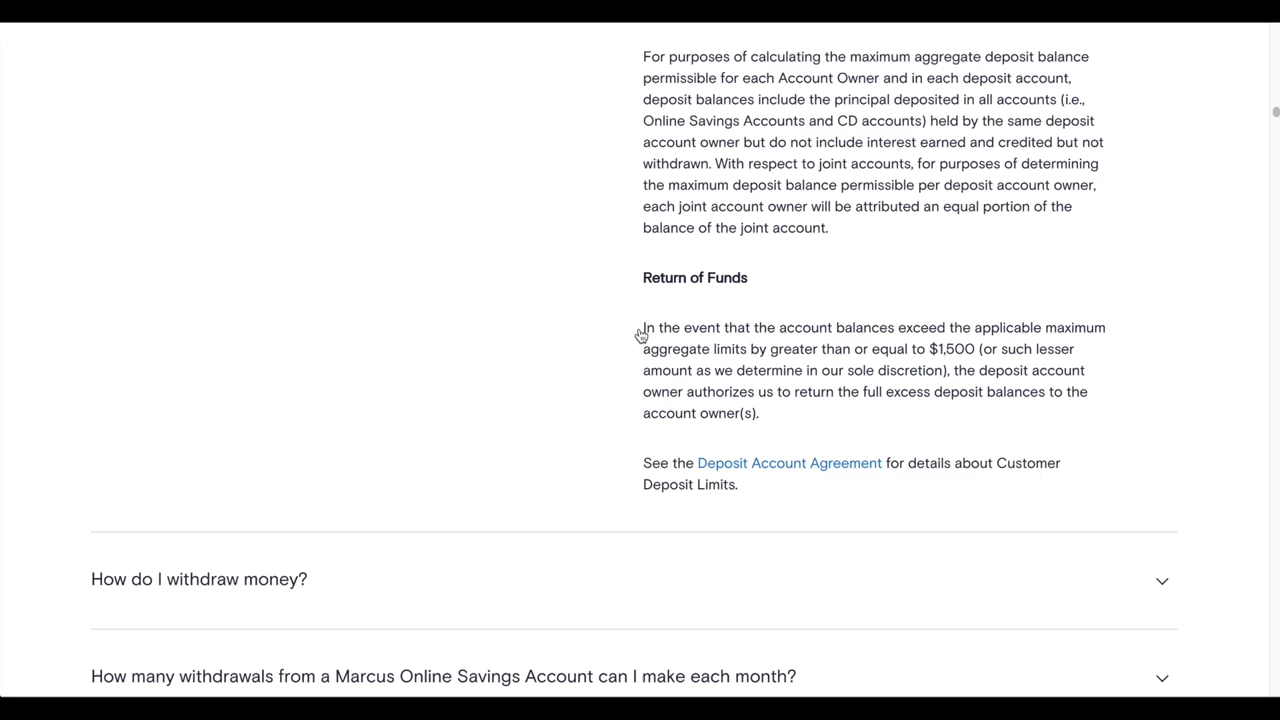 For purposes of calculating the maximum aggregate deposit balance
permissible for each Account Owner and in each deposit account,
deposit balances include the principal deposited in all accounts (i.e.,
Online Savings Accounts and CD accounts) held by the same deposit
account owner but do not include interest earned and credited but not
withdrawn. With respect to joint accounts, for purposes of determining
the maximum deposit balance permissible per deposit account owner,
each joint account owner will be attributed an equal portion of the
balance of the joint account.
Return of Funds
In the event that the account balances exceed the applicable maximum
aggregate limits by greater than or equal to $1,500 (or such lesser
amount as we determine in our sole discretion), the deposit account
owner authorizes us to return the full excess deposit balances to the
account owner(s).
See the Deposit Account Agreement for details about Customer
Deposit Limits.
How do I withdraw money?
How many withdrawals from a Marcus Online Savings Account can I make each month?